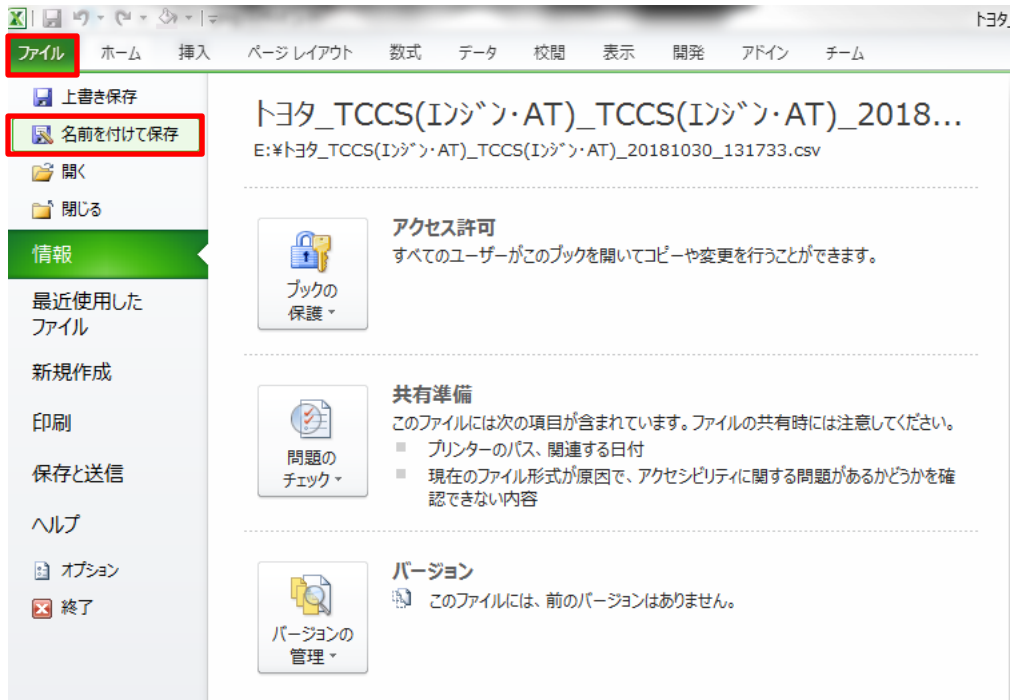 トヨタ_
ファイル ホーム 挿入 ページ レイアウト 数式 データ 校閲 表示 開発 アドイン チーム
上書き保存
名前を付けて保存
開く
閉じる
情報
最近使用した
ファイル
新規作成
印刷
保存と送信
ヘルプ
オプション
終了
トヨタ_TCCS(ｴﾝｼﾞﾝ･AT)_TCCS(ｴﾝｼﾞﾝ･AT)_2018...
E:¥トヨタ_TCCS(ｴﾝｼﾞﾝ･AT)_TCCS(ｴﾝｼﾞﾝ･AT)_20181030_131733.csv
ブックの
保護
アクセス許可
すべてのユーザーがこのブックを開いてコピーや変更を行うことができます。
問題の
チェック
共有準備
このファイルには次の項目が含まれています。ファイルの共有時には注意してください。
プリンターのパス、関連する日付
現在のファイル形式が原因で、アクセシビリティに関する問題があるかどうかを確
認できない内容
バージョンの
管理
バージョン
このファイルには、前のバージョンはありません。